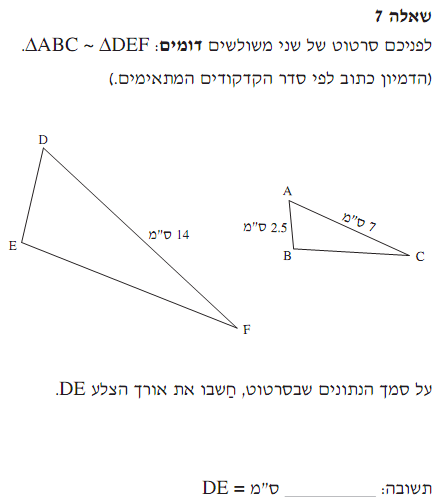 שאלה 7
לפניכם סרטוט של שני משולשים דומים: ΔABC ~ ΔDEF.
(הדמיון כתוב לפי סדר הקדקודים המתאימים.)
D
E
F
14 ס"מ
A
B
C
7 ס"מ
2.5 ס"מ
על סמך הנתונים שבסרטוט, חַשבו את אורך הצלע DE.
תשובה: __________ ס"מ = DE